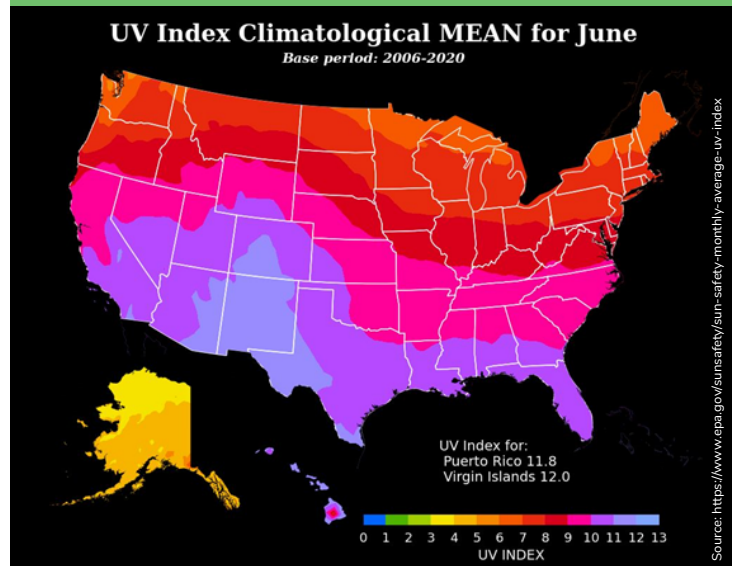 UV Index Climatological MEAN for June
Base period: 2006-2020
UV Index for:
Puerto Rico 11.8
Virgin Islands 12.0
0 1 2 3 4 5 6 7 8 9 10 11 12 13
UV INDEX
Source: https://www.epa.gov/sunsafety/sun-safety-monthly-average-uv-index